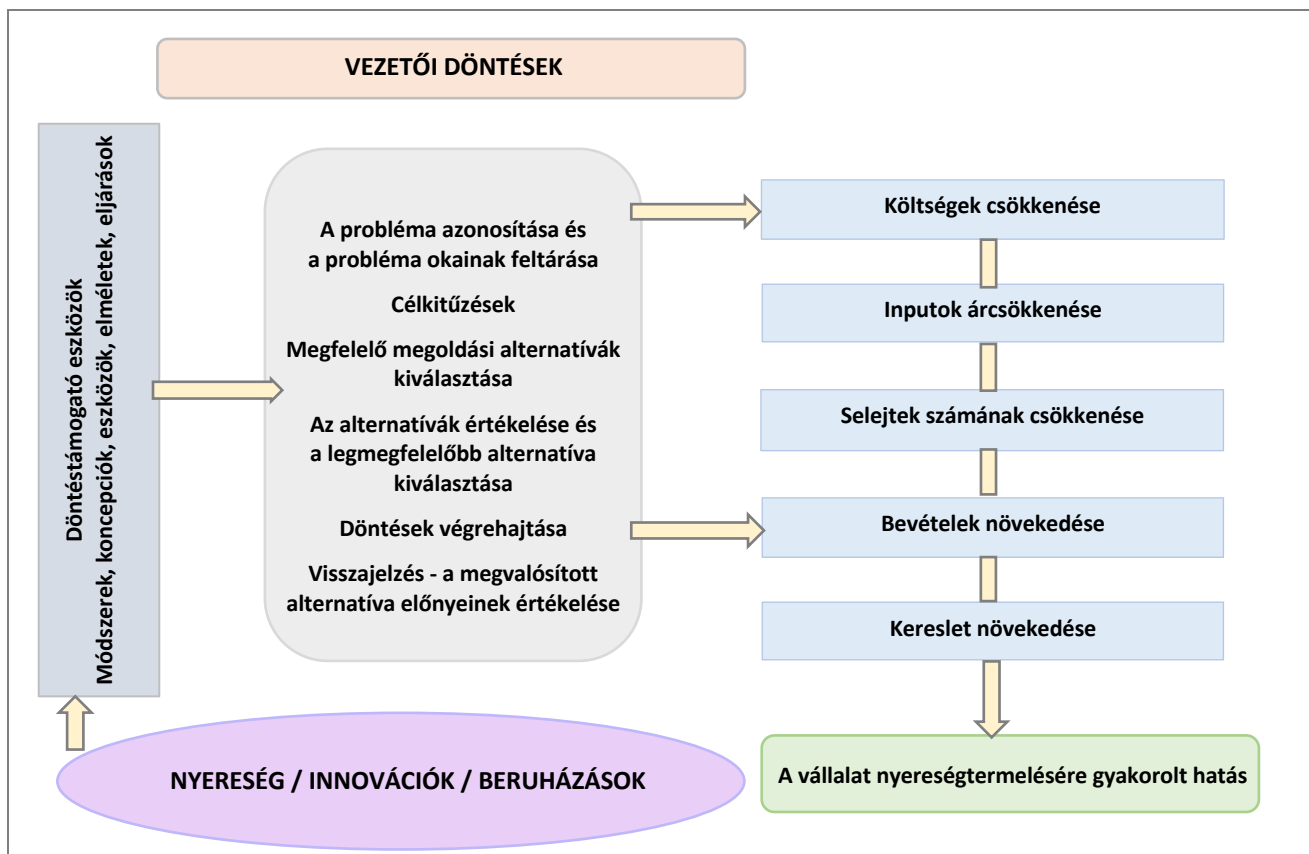 VEZETŐI DÖNTÉSEK
Döntéstámogató eszközök
Módszerek, koncepciók, eszközök, elméletek, eljárások
A probléma azonosítása és
a probléma okainak feltárása
Célkitűzések
Megfelelő megoldási alternatívák
kiválasztása
Az alternatívák értékelése és
a legmegfelelőbb alternatíva
kiválasztása
Döntések végrehajtása
Visszajelzés - a megvalósított
alternatíva előnyeinek értékelése
Költségek csökkenése
Inputok árcsökkenése
Selejtek számának csökkenése
Bevételek növekedése
Kereslet növekedése
NYERESÉG / INNOVÁCIÓK / BERUHÁZÁSOK
A vállalat nyereségtermelésére gyakorolt hatás